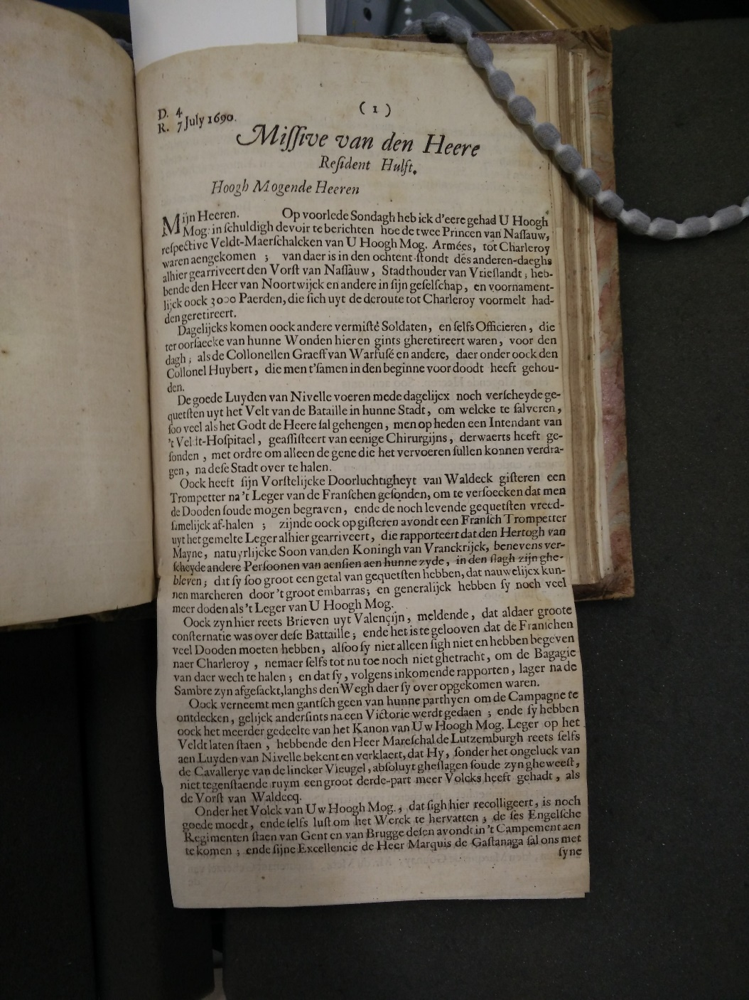 D. 4
R. 7 July 1690.
( 1 )
Miſſive van den Heere
Reſident Hulſt.
Hoogh Mogende Heeren
Mijn Heeren. Op voorlede Sondagh heb ick d'eere gehad U Hoogh
Mog. in ſchuldigh devoir te berichten hoe de twee Princen van Naſſauw,
reſpective Veldt-Maerſchalcken van U Hoogh Mog. Armées, tot Charleroy
waren aengekomen ; van daer is in den ochtent-ſtondt des anderen-daeghs
alhier gearriveert den Vorſt van Naſſauw, Stadthouder van Vrieſlandt ; heb-
bende den Heer van Noortwijck en andere in ſijn geſelſchap, en voornament-
lijck oock 3000 Paerden, die ſich uyt de deroute tot Charleroy voormelt had-
den geretireert.
Dagelijcks komen oock andere vermiſté Soldaten, en ſelfs Officieren, die
ter oorſaecke van hunne Wonden hier en gints gheretireert waren, voor den
dagh ; als de Collonellen Graeff van Warfuſé en andere, daer onder oock den
Collonel Huybert, die men t'ſamen in den beginne voor doodt heeft gehou-
den.
De goede Luyden van Nivelle voeren mede dagelijcx noch verſcheyde ge-
quetſten uyt het Velt van de Bataille in hunne Stadt, om welcke te ſalveren,
ſoo veel als het Godt de Heere ſal gehengen, men op heden een Intendant van
't Veldt-Hoſpitael, geaſſiſteert van eenige Chirurgijns, derwaerts heeft ge-
ſonden , met ordre om alleen de gene die het vervoeren ſullen konnen verdra-
gen, na deſe Stadt over te halen.
Oock heeft ſijn Vorſtelijcke Doorluchtigheyt van Waldeck giſteren een
Trompetter na 't Leger van de Franſchen geſonden, om te verſoecken dat men
de Dooden ſoude mogen begraven, ende de noch levende gequetſten vreed-
ſamelijck af-halen ; zijnde oock op giſteren avondt een Franſch Trompetter
uyt het gemelte Leger alhier gearriveert, die rapporteert dat den Hertogh van
Mayne, natuyrlijcke Soon van den Koningh van Vranckrijck, benevens ver-
ſcheyde andere Perſoonen van aenſien aen hunne zyde, in den ſlagh zijn ghe-
bleven ; dat ſy ſoo groot een getal van gequetſten hebben, dat nauwelijcx kun-
nen marcheren door 't groot embarras ; en generalijck hebben ſy noch veel
meer doden als 't Leger van U Hoogh Mog.
Oock zyn hier reets Brieven uyt Valençijn, meldende, dat aldaer groote
conſternatie was over deſe Battaille ; ende het is te gelooven dat de Franſchen
veel Dooden moeten hebben, alſoo ſy niet alleen ſigh niet en hebben begeven
naer Charleroy , nemaer ſelfs tot nu toe noch niet ghetracht, om de Bagagie
van daer wech te halen ; en dat ſy, volgens inkomende rapporten, lager na de
Sambre zyn afgeſackt, langhs den Wegh daer ſy over opgekomen waren.
Oock verneemt men gantſch geen van hunne parthyen om de Campagne te
ontdecken, gelijck anderſints na een Victorie werdt gedaen ; ende ſy hebben
oock het meerder gedeelte van het Kanon van Uw Hoogh Mog. Leger op het
Veldt laten ſtaen , hebbende den Heer Mareſchal de Lutzemburgh reets ſelfs
aen Luyden van Nivelle bekent en verklaert, dat Hy, ſonder het ongeluck van
de Cavallerye van de lincker Vleugel, abſoluyt gheſlagen ſoude zyn gheweeſt,
niet tegenſtaende ruym een groot derde-part meer Volcks heeft gehadt , als
de Vorſt van Waldecq.
Onder het Volck van Uw Hoogh Mog. , dat ſigh hier recolligeert, is noch
goede moedt, ende ſelfs luſt om het Werck te hervatten ; de ſes Engelſche
Regimenten ſtaen van Gent en van Brugge deſen avondt in 't Campement aen
te komen ; ende ſijne Excellencie de Heer Marquis de Gaſtanaga ſal ons met
ſyne